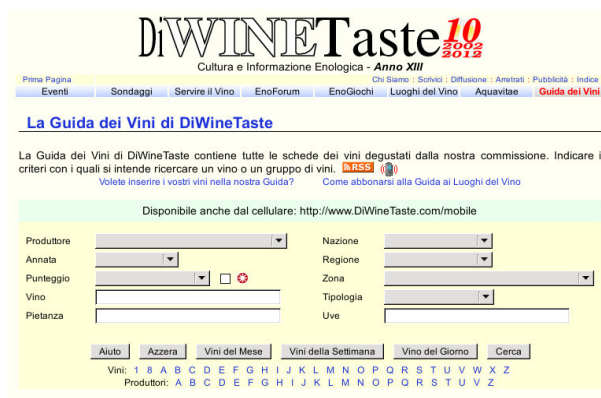 DiWINETaste 10
2002
2012
Cultura e Informazione Enologica - Anno XIII
Prima Pagina Chi Siamo : Scrivici : Diffusione : Arretrati : Pubblicità : Indice
Eventi Sondaggi Servire il Vino EnoForum EnoGiochi Luoghi del Vino Aquavitae Guida dei Vini
La Guida dei Vini di DiWineTaste
La Guida dei Vini di DiWineTaste contiene tutte le schede dei vini degustati dalla nostra commissione. Indicare i
criteri con i quali si intende ricercare un vino o un gruppo di vini. RSS
Volete inserire i vostri vini nella nostra Guida? Come abbonarsi alla Guida ai Luoghi del Vino
Disponibile anche dal cellulare: http://www.DiWineTaste.com/mobile
Produttore Nazione
Annata Regione
Punteggio Zona
Vino Tipologia
Pietanza Uve
Aiuto Azzera Vini del Mese Vini della Settimana Vino del Giorno Cerca
Vini: 1 8 A B C D E F G H I J K L M N O P Q R S T U V W X Z
Produttori: A B C D E F G H I J K L M N O P Q R S T U V Z